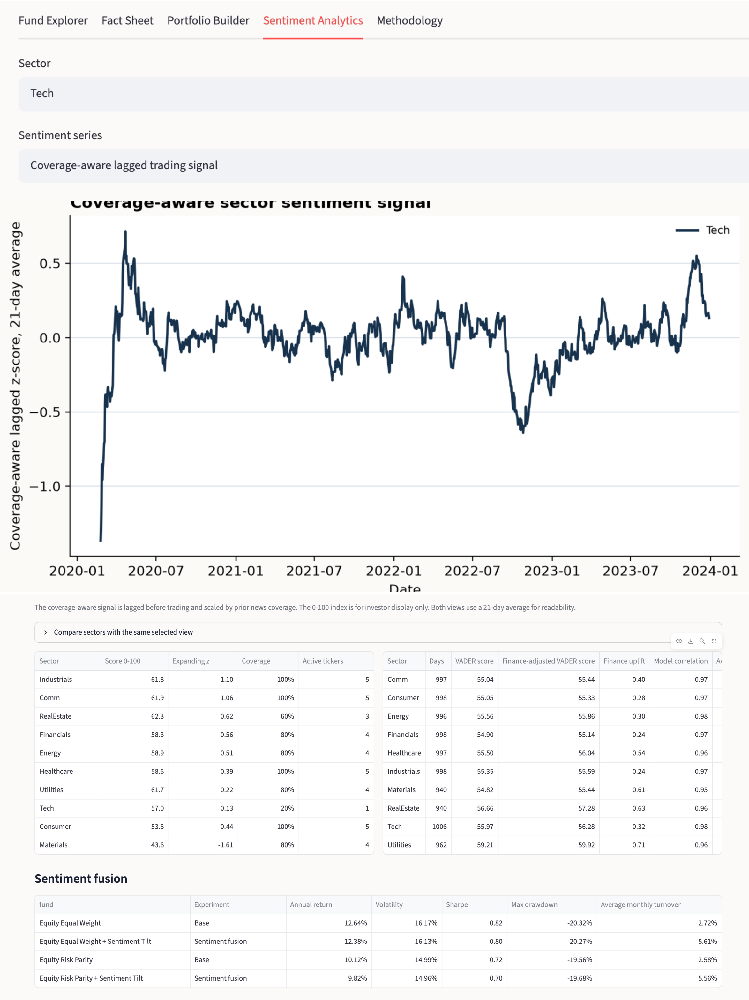 Fund Explorer Fact Sheet Portfolio Builder Sentiment Analytics Methodology
Sector
Tech
Sentiment series
Coverage-aware lagged trading signal
Coverage-aware sector sentiment signal
Coverage-aware lagged z-score, 21-day average
Tech
0.5
0.0
−0.5
−1.0
2020-01 2020-07 2021-01 2021-07 2022-01 2022-07 2023-01 2023-07 2024-01
Date
The coverage-aware signal is lagged before trading and scaled by prior news coverage. The 0-100 index is for investor display only. Both views use a 21-day average for readability.
Compare sectors with the same selected view
Sector Score 0-100 Expanding z Coverage Active tickers
Industrials 61.8 1.10 100% 5
Comm 61.9 1.06 100% 5
RealEstate 62.3 0.62 60% 3
Financials 58.3 0.56 80% 4
Energy 58.9 0.51 80% 4
Healthcare 58.5 0.39 100% 5
Utilities 61.7 0.22 80% 4
Tech 57.0 0.13 20% 1
Consumer 53.5 -0.44 100% 5
Materials 43.6 -1.61 80% 4
Sector Days VADER score Finance-adjusted VADER score Finance uplift Model correlation
Comm 997 55.04 55.44 0.40 0.97
Consumer 998 55.05 55.33 0.28 0.97
Energy 996 55.56 55.86 0.30 0.98
Financials 998 54.90 55.14 0.24 0.97
Healthcare 997 55.50 56.04 0.54 0.96
Industrials 998 55.35 55.59 0.24 0.97
Materials 940 54.82 55.44 0.61 0.95
RealEstate 940 56.66 57.28 0.63 0.96
Tech 1006 55.97 56.28 0.32 0.98
Utilities 962 59.21 59.92 0.71 0.96
Sentiment fusion
fund Experiment Annual return Volatility Sharpe Max drawdown Average monthly turnover
Equity Equal Weight Base 12.64% 16.17% 0.82 -20.32% 2.72%
Equity Equal Weight + Sentiment Tilt Sentiment fusion 12.38% 16.13% 0.80 -20.27% 5.61%
Equity Risk Parity Base 10.12% 14.99% 0.72 -19.56% 2.58%
Equity Risk Parity + Sentiment Tilt Sentiment fusion 9.82% 14.96% 0.70 -19.68% 5.56%